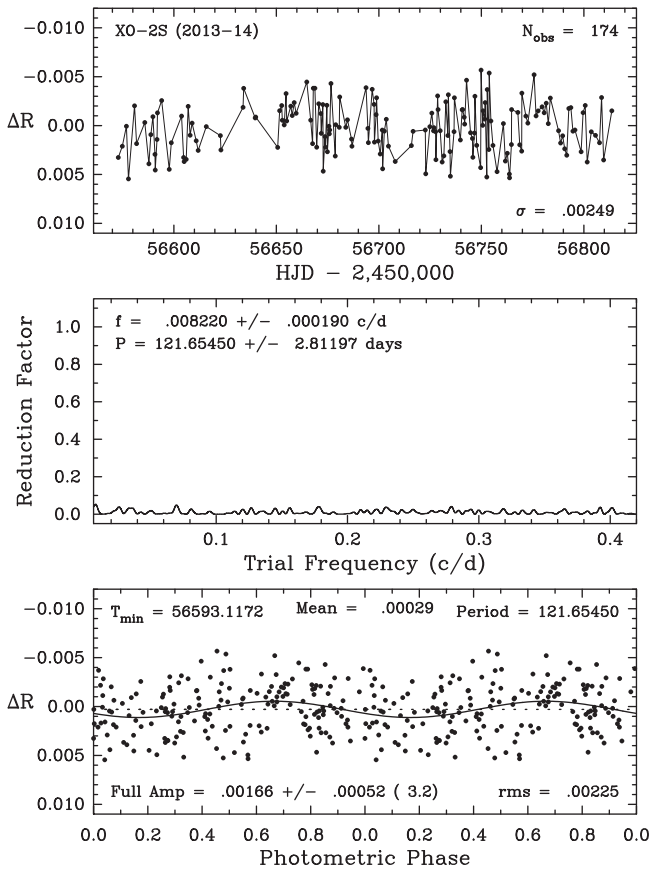 XO−2S (2013−14) N_obs = 174
−0.010
−0.005
0.00
0.005
0.010
ΔR
σ = .00249
56600 56650 56700 56750 56800
HJD − 2,450,000
f = .008220 +/− .000190 c/d
P = 121.65450 +/− 2.81197 days
1.0
0.8
0.6
0.4
0.2
0.0
Reduction Factor
0.1 0.2 0.3 0.4
Trial Frequency (c/d)
T_min = 56593.1172 Mean = .00029 Period = 121.65450
−0.010
−0.005
0.00
0.005
0.010
ΔR
Full Amp = .00166 +/− .00052 ( 3.2) rms = .00225
0.0 0.2 0.4 0.6 0.8 0.0 0.2 0.4 0.6 0.8 0.0
Photometric Phase